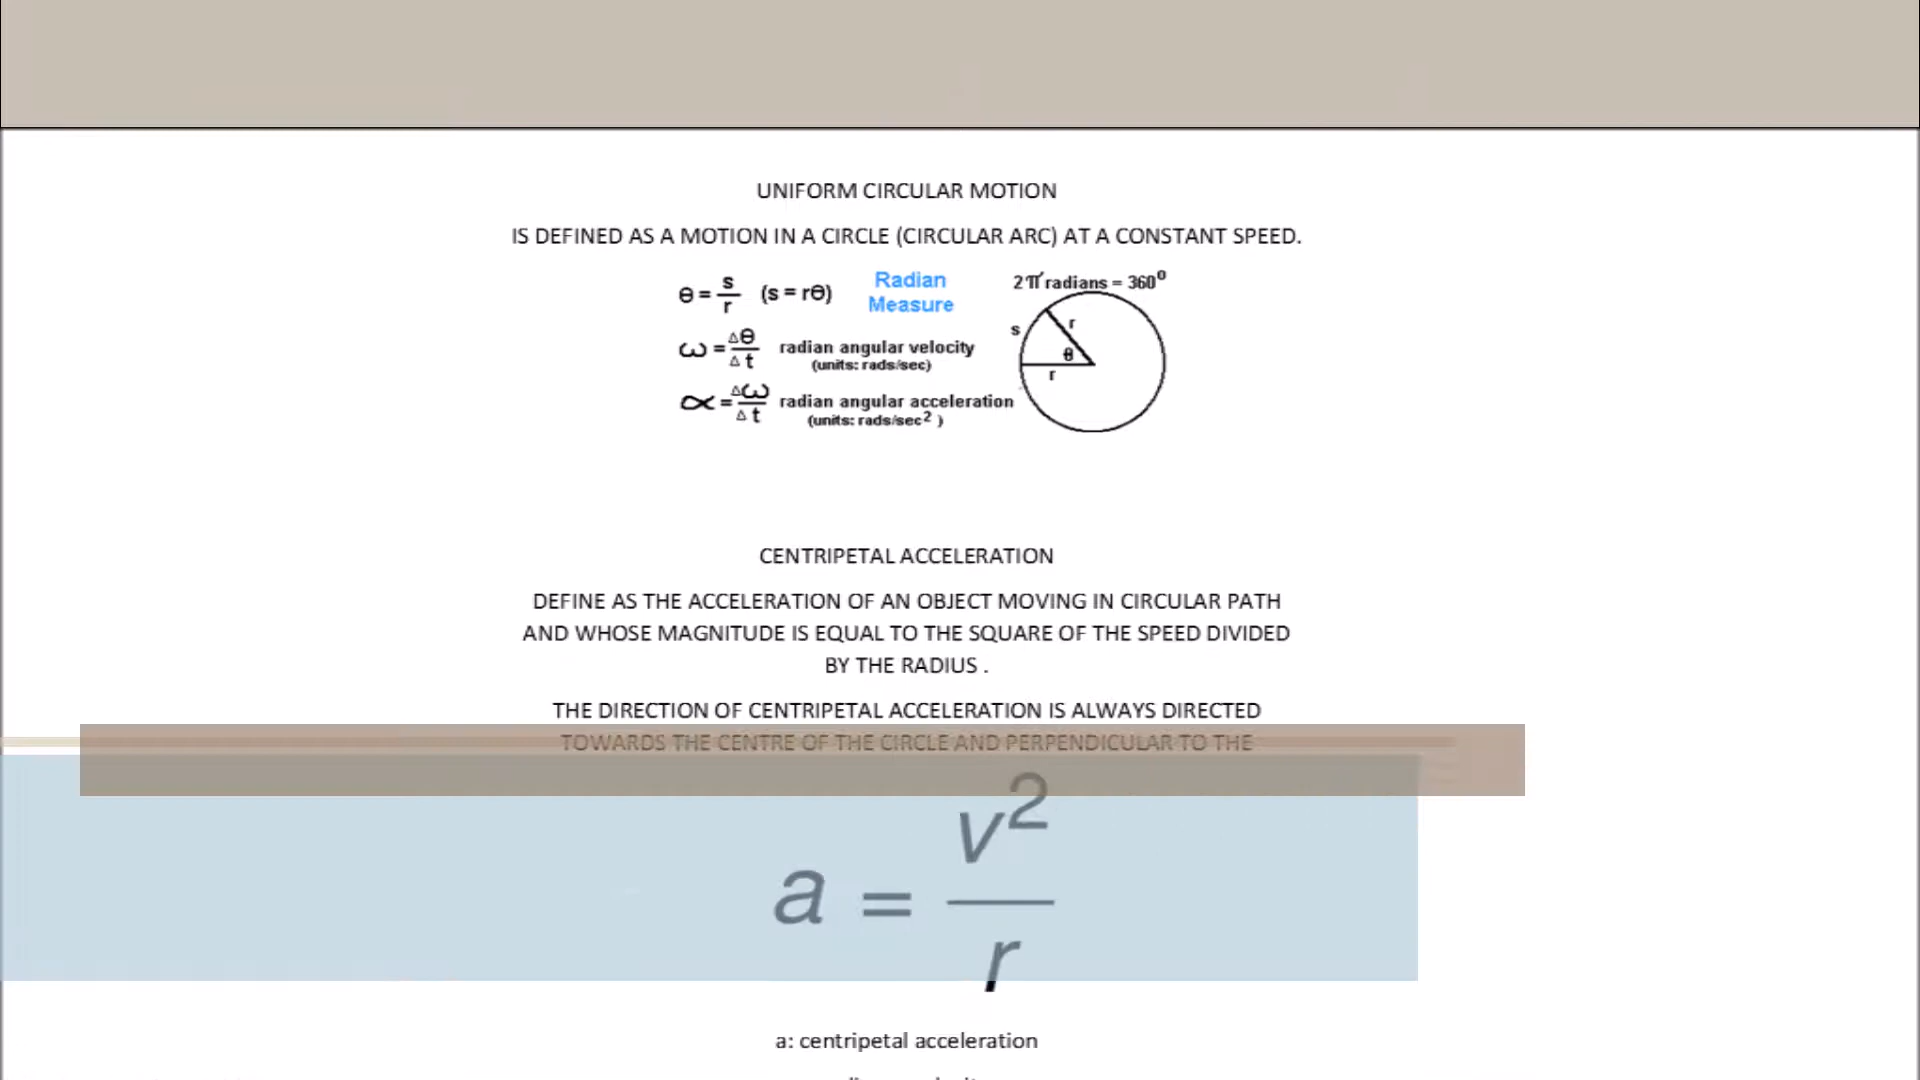 UNIFORM CIRCULAR MOTION
IS DEFINED AS A MOTION IN A CIRCLE (CIRCULAR ARC) AT A CONSTANT SPEED.
θ = s/r (s = rθ)
Radian
Measure
2π radians = 360°
s
r
θ
r
ω = Δθ/Δt radian angular velocity
(units: rads/sec)
α = Δω/Δt radian angular acceleration
(units: rads/sec²)
CENTRIPETAL ACCELERATION
DEFINE AS THE ACCELERATION OF AN OBJECT MOVING IN CIRCULAR PATH
AND WHOSE MAGNITUDE IS EQUAL TO THE SQUARE OF THE SPEED DIVIDED
BY THE RADIUS .
THE DIRECTION OF CENTRIPETAL ACCELERATION IS ALWAYS DIRECTED
TOWARDS THE CENTRE OF THE CIRCLE AND PERPENDICULAR TO THE
a = v²/r
a: centripetal acceleration